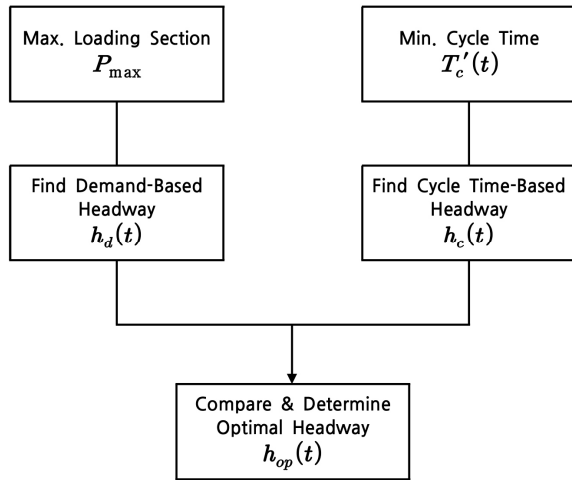 Max. Loading Section
P_max
Min. Cycle Time
T_c′(t)
Find Demand-Based
Headway
h_d(t)
Find Cycle Time-Based
Headway
h_c(t)
Compare & Determine
Optimal Headway
h_op(t)